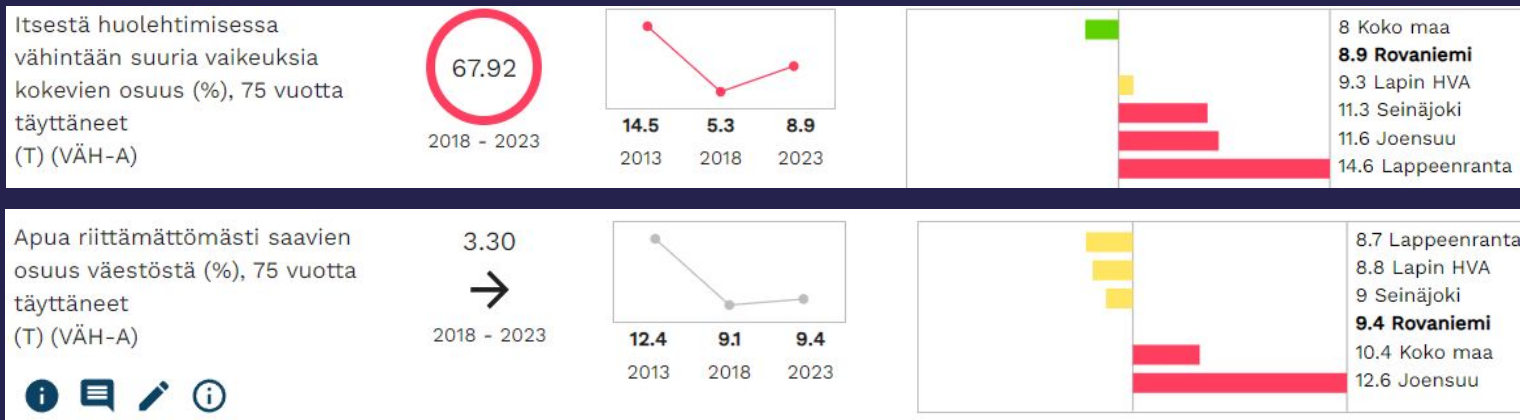 Itsestä huolehtimisessa
vähintään suuria vaikeuksia
kokevien osuus (%), 75 vuotta
täyttäneet
(T) (VÄH-A)
67.92
2018 - 2023
14.5 5.3 8.9
2013 2018 2023
8 Koko maa
8.9 Rovaniemi
9.3 Lapin HVA
11.3 Seinäjoki
11.6 Joensuu
14.6 Lappeenranta
Apua riittämättömästi saavien
osuus väestöstä (%), 75 vuotta
täyttäneet
(T) (VÄH-A)
3.30
2018 - 2023
12.4 9.1 9.4
2013 2018 2023
8.7 Lappeenranta
8.8 Lapin HVA
9 Seinäjoki
9.4 Rovaniemi
10.4 Koko maa
12.6 Joensuu